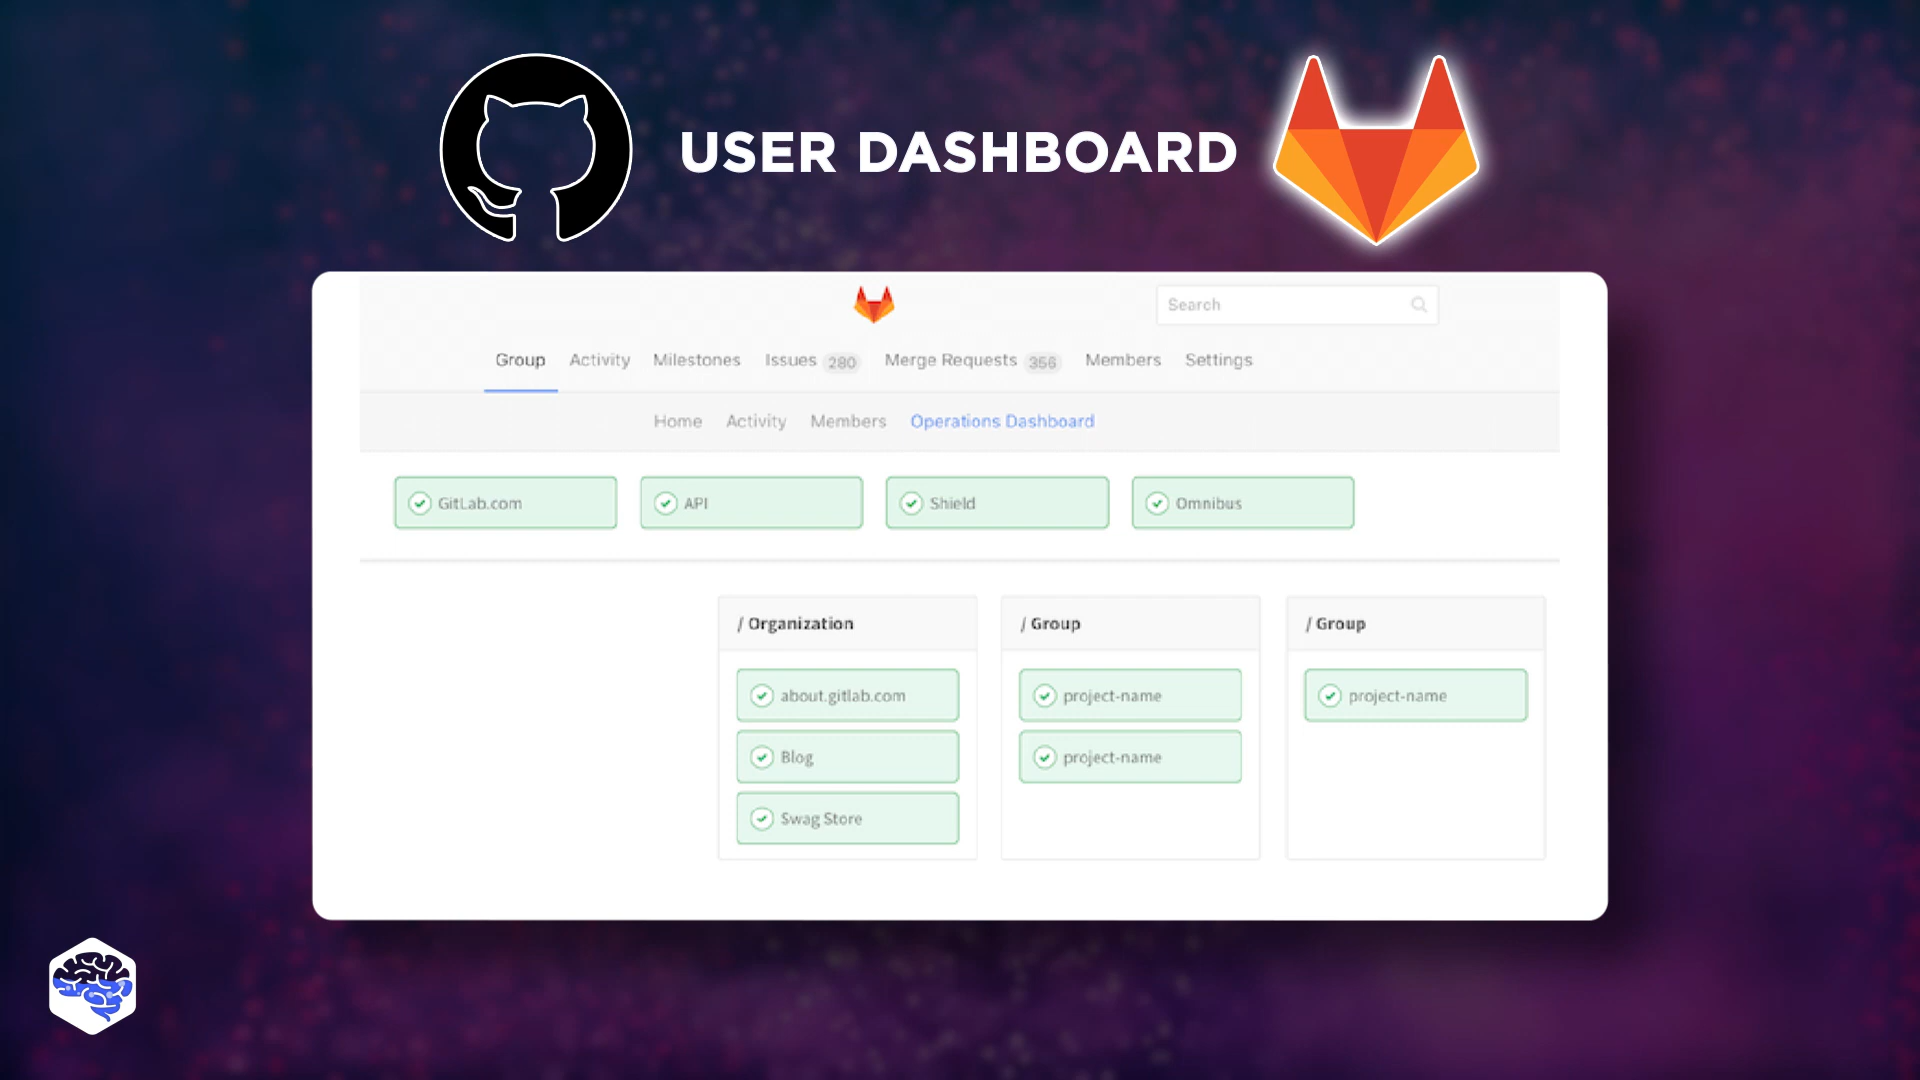 USER DASHBOARD
Search
Group Activity Milestones Issues 280 Merge Requests 356 Members Settings
Home Activity Members Operations Dashboard
GitLab.com API Shield Omnibus
/ Organization / Group / Group
about.gitlab.com project-name project-name
Blog project-name
Swag Store